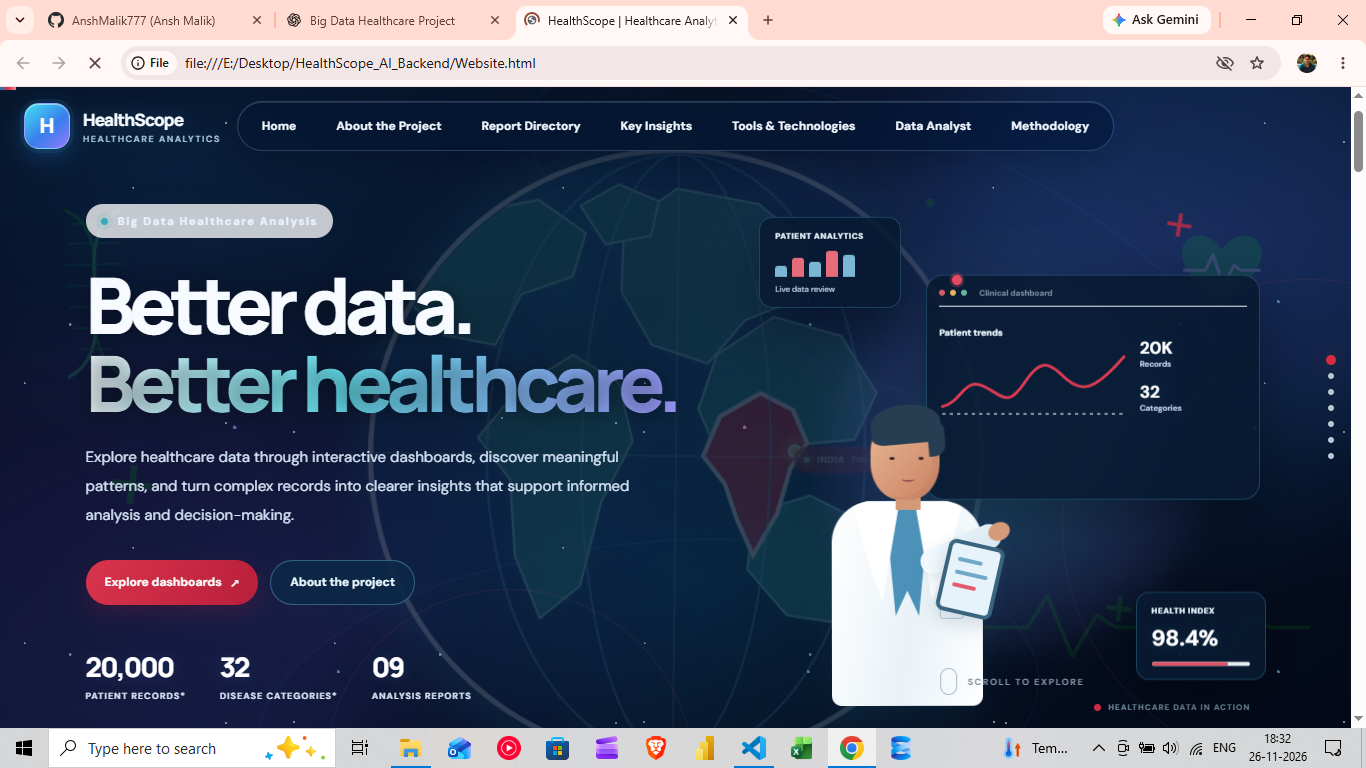 AnshMalik777 (Ansh Malik)
Big Data Healthcare Project
HealthScope | Healthcare Analyt
Ask Gemini
File
file:///E:/Desktop/HealthScope_AI_Backend/Website.html
H
HealthScope
HEALTHCARE ANALYTICS
Home
About the Project
Report Directory
Key Insights
Tools & Technologies
Data Analyst
Methodology
Big Data Healthcare Analysis
Better data.
Better healthcare.
Explore healthcare data through interactive dashboards, discover meaningful
patterns, and turn complex records into clearer insights that support informed
analysis and decision-making.
Explore dashboards ↗
About the project
20,000
PATIENT RECORDS*
32
DISEASE CATEGORIES*
09
ANALYSIS REPORTS
PATIENT ANALYTICS
Live data review
Clinical dashboard
Patient trends
20K
Records
32
Categories
INDIA
HEALTH INDEX
98.4%
SCROLL TO EXPLORE
HEALTHCARE DATA IN ACTION
Type here to search
Tem...
ENG
18:32
26-11-2026